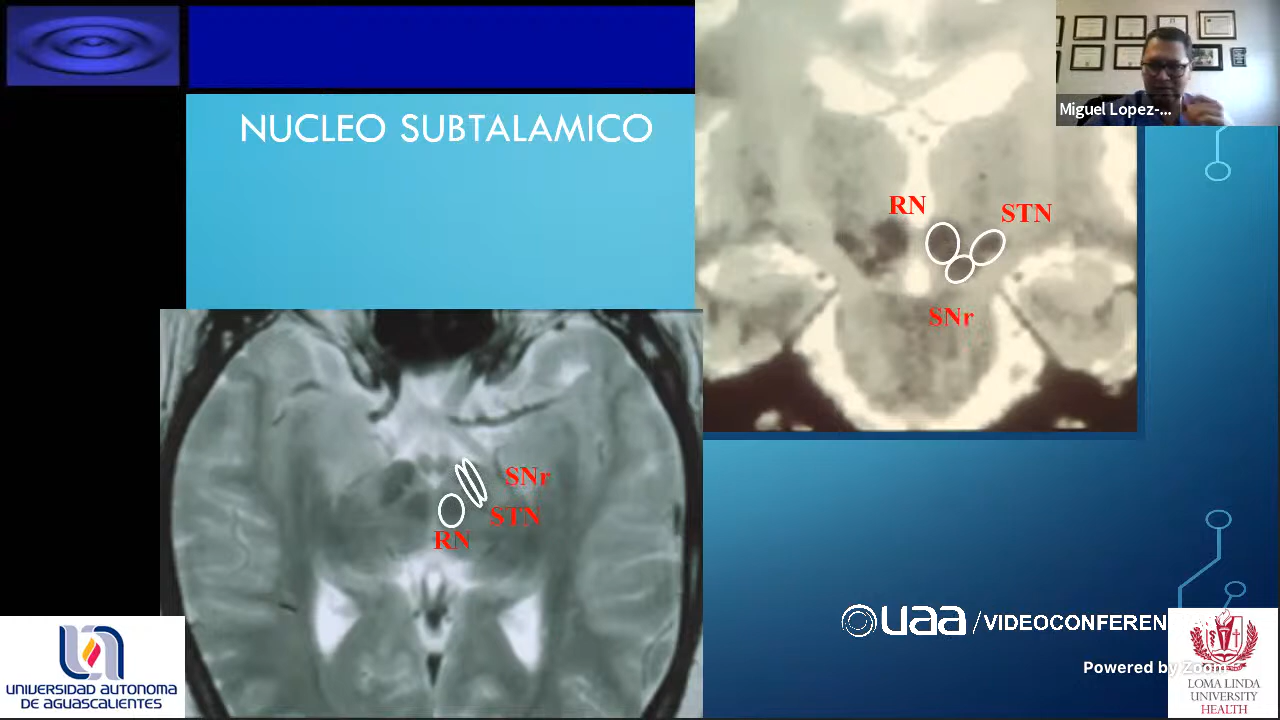 NUCLEO SUBTALAMICO
Miguel Lopez-...
RN
STN
SNr
SNr
STN
RN
uaa /VIDEOCONFEREN
Powered by Zoom
UNIVERSIDAD AUTONOMA
DE AGUASCALIENTES
LOMA LINDA
UNIVERSITY
HEALTH